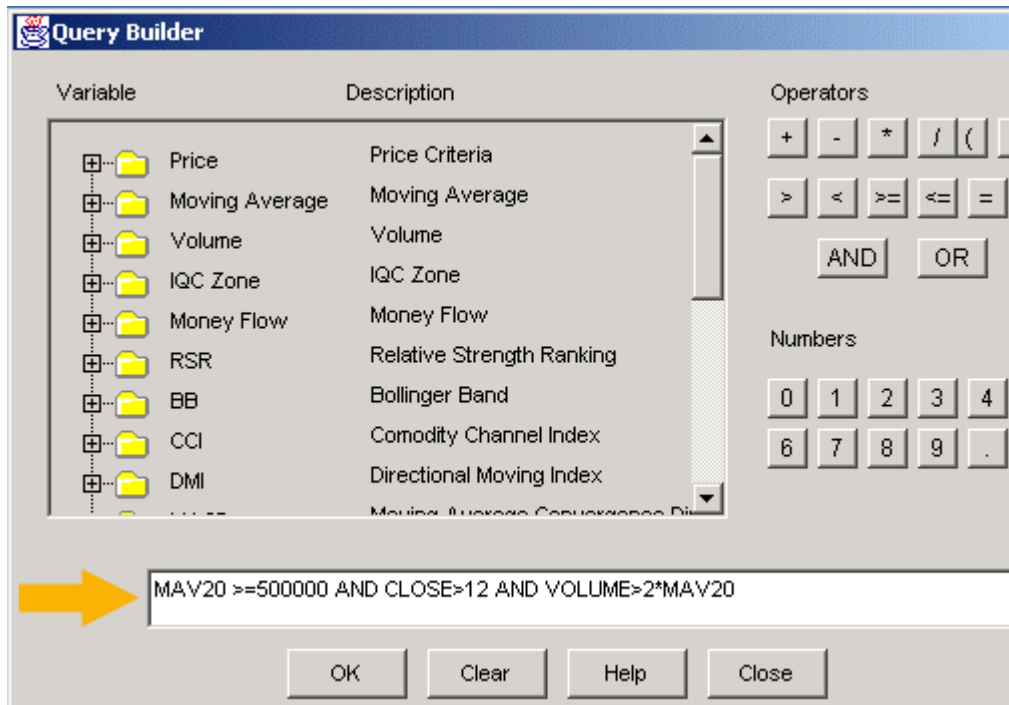 Query Builder
Variable Description Operators
+ - * / (
Price Price Criteria
Moving Average Moving Average
> < >= <= =
Volume Volume
AND OR
IQC Zone IQC Zone
Money Flow Money Flow
Numbers
RSR Relative Strength Ranking
BB Bollinger Band
0 1 2 3 4
CCI Comodity Channel Index
6 7 8 9 .
DMI Directional Moving Index
Moving Average Convergence
MAV20 >=500000 AND CLOSE>12 AND VOLUME>2*MAV20
OK Clear Help Close